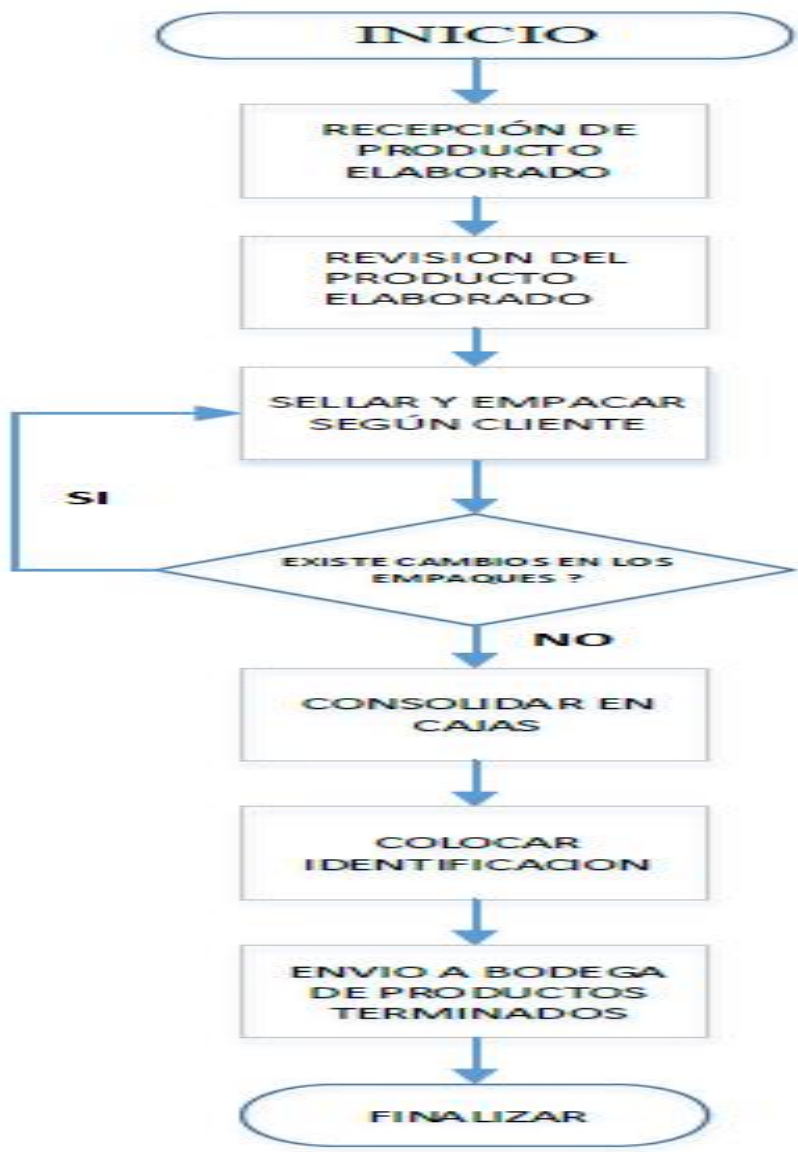 INICIO
RECEPCIÓN DE
PRODUCTO
ELABORADO
REVISION DEL
PRODUCTO
ELABORADO
SELLAR Y EMPACAR
SEGÚN CLIENTE
SI
EXISTE CAMBIOS EN LOS
EMPAQUES ?
NO
CONSOLIDAR EN
CAJAS
COLOCAR
IDENTIFICACION
ENVIO A BODEGA
DE PRODUCTOS
TERMINADOS
FINALIZAR